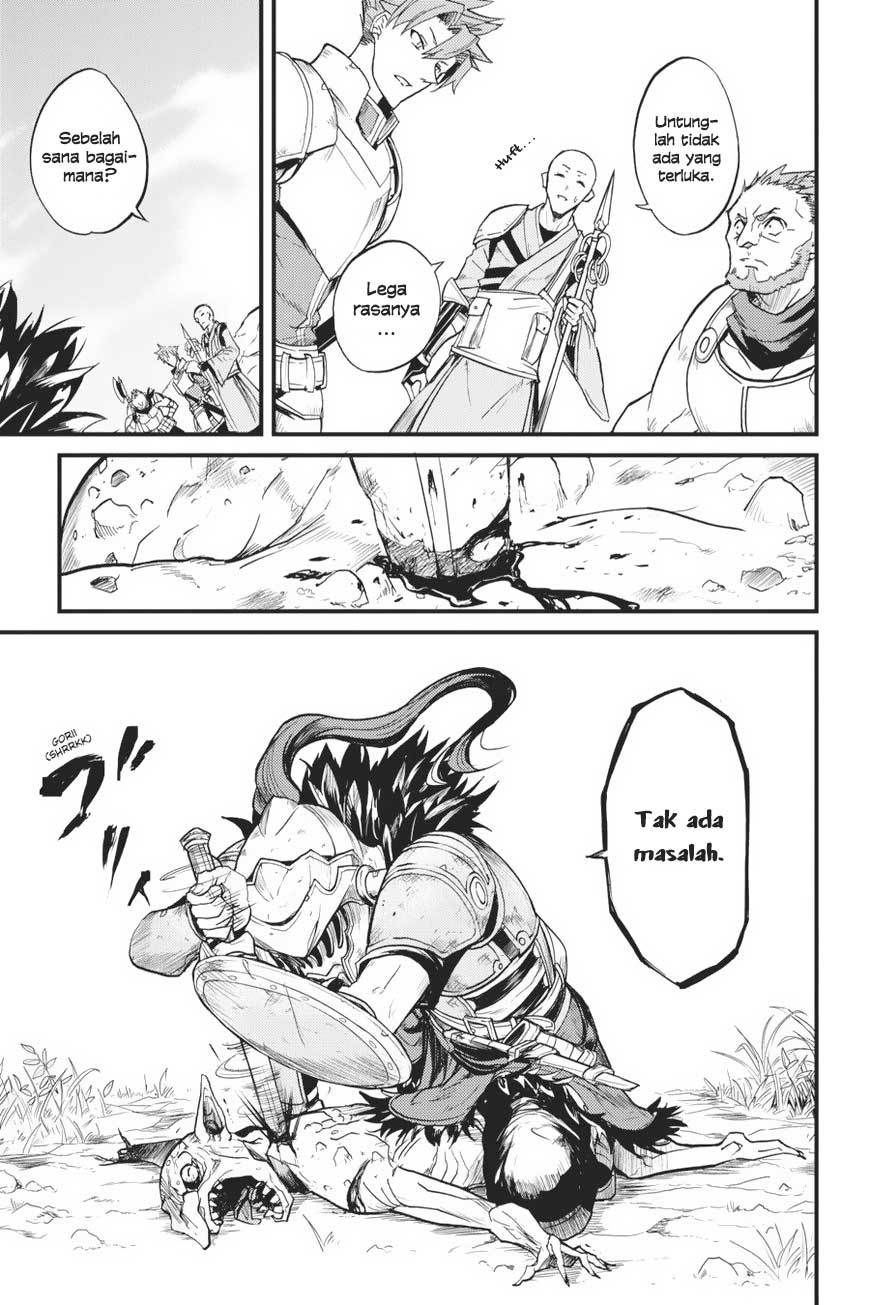 Untung-
lah tidak
ada yang
terluka.
Huft...
Lega
rasanya
...
Sebelah
sana bagai-
mana?
Tak ada
masalah.
GORII
(SHRRKK)
ゴリッ